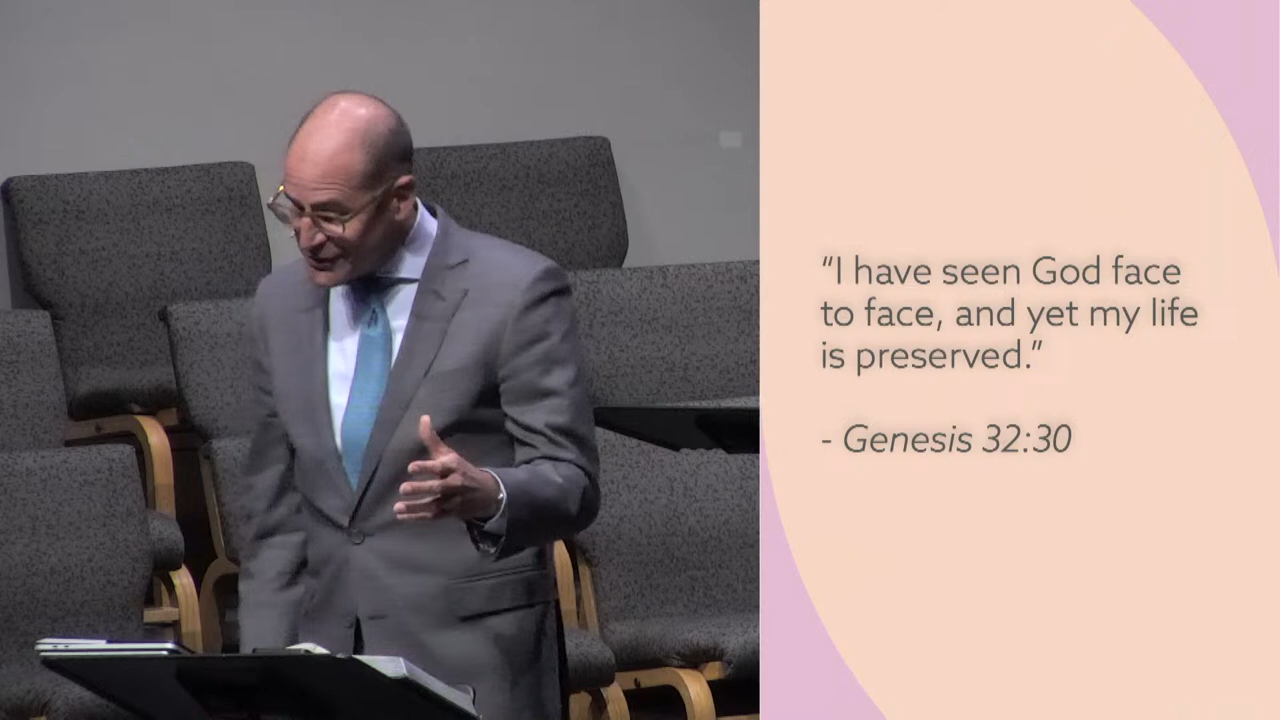 “I have seen God face
to face, and yet my life
is preserved.”
- Genesis 32:30